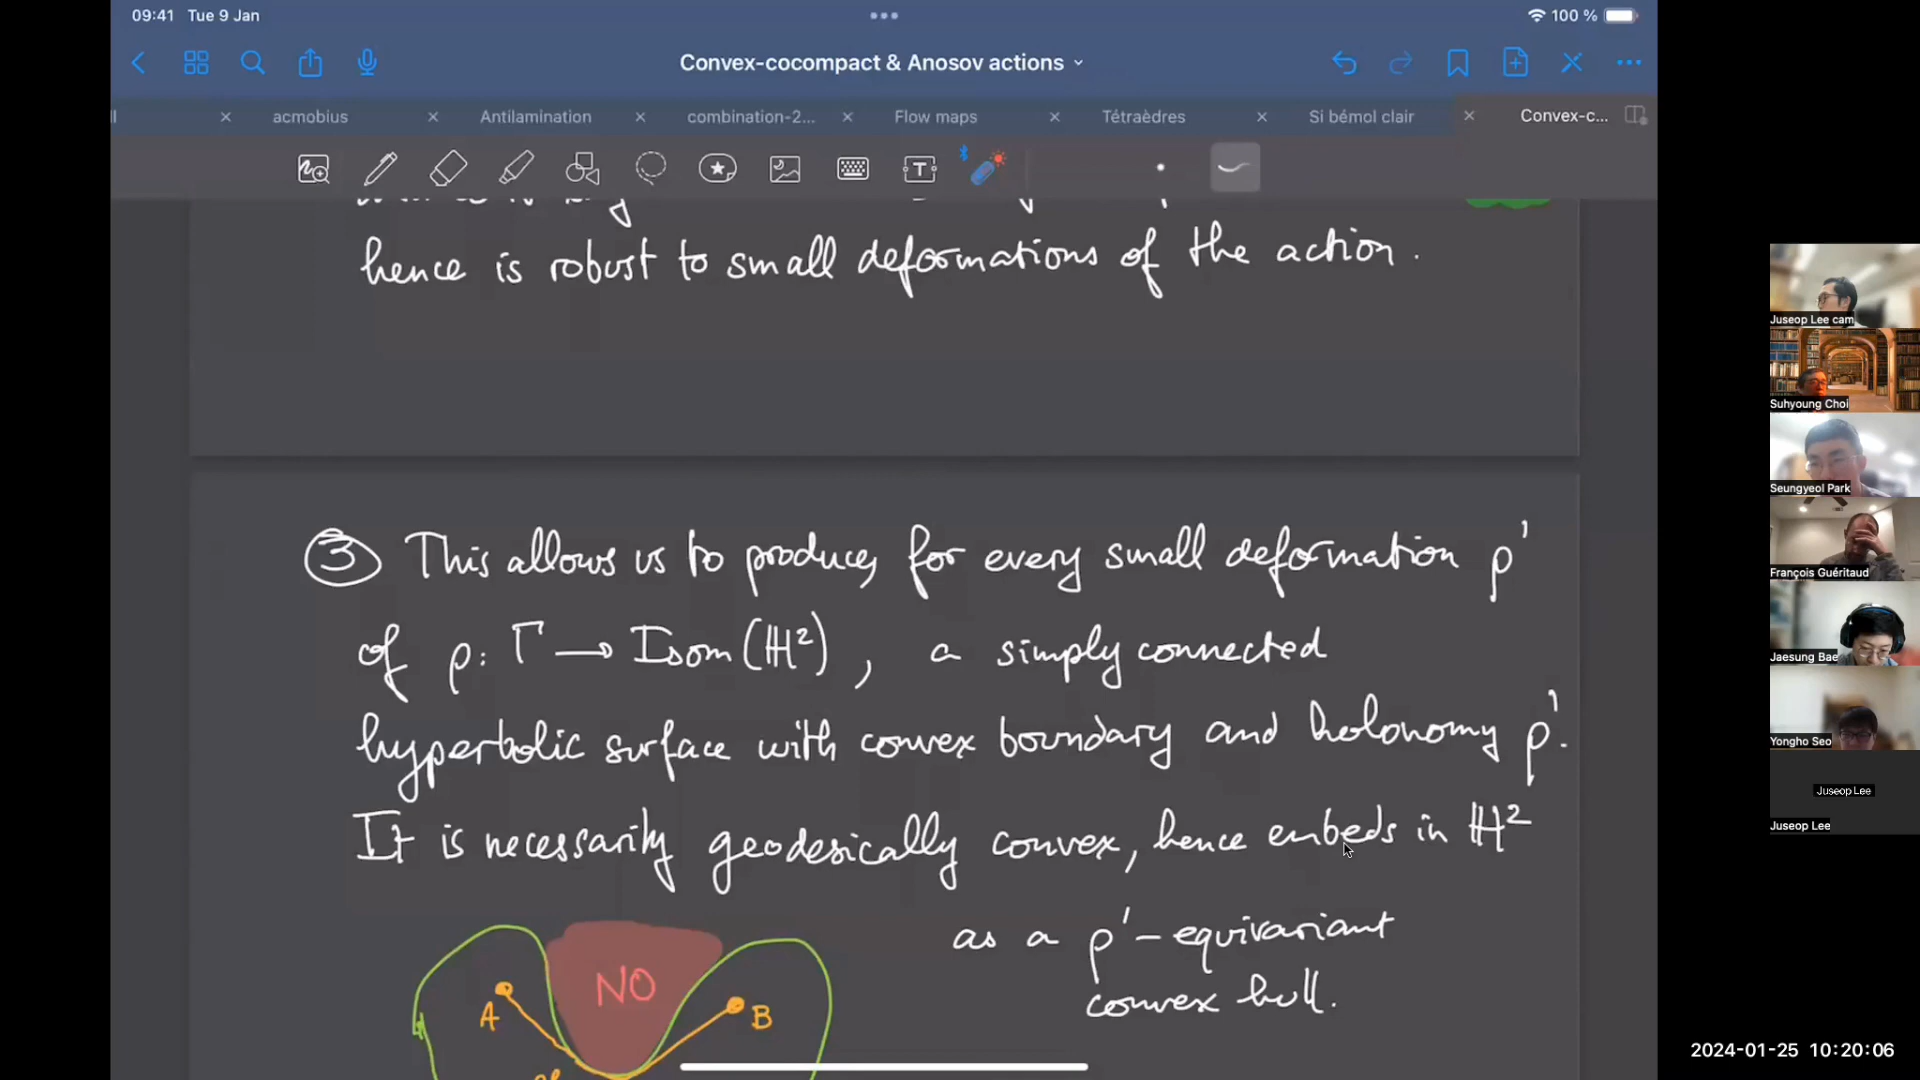 09:41 Tue 9 Jan
100 %
Convex-cocompact & Anosov actions
acmobius
Antilamination
combination-2...
Flow maps
Tétraèdres
Si bémol clair
Convex-c...
hence is robust to small deformations of the action.
③ This allows us to produce, for every small deformation ρ'
of ρ: Γ → Isom(ℍ²), a simply connected
hyperbolic surface with convex boundary and holonomy ρ'.
It is necessarily geodesically convex, hence embeds in ℍ²
as a ρ'-equivariant
convex hull.
NO
A
B
Juseop Lee cam
Suhyoung Choi
Seungyeol Park
François Guéritaud
Jaesung Bae
Yongho Seo
Juseop Lee
Juseop Lee
2024-01-25 10:20:06